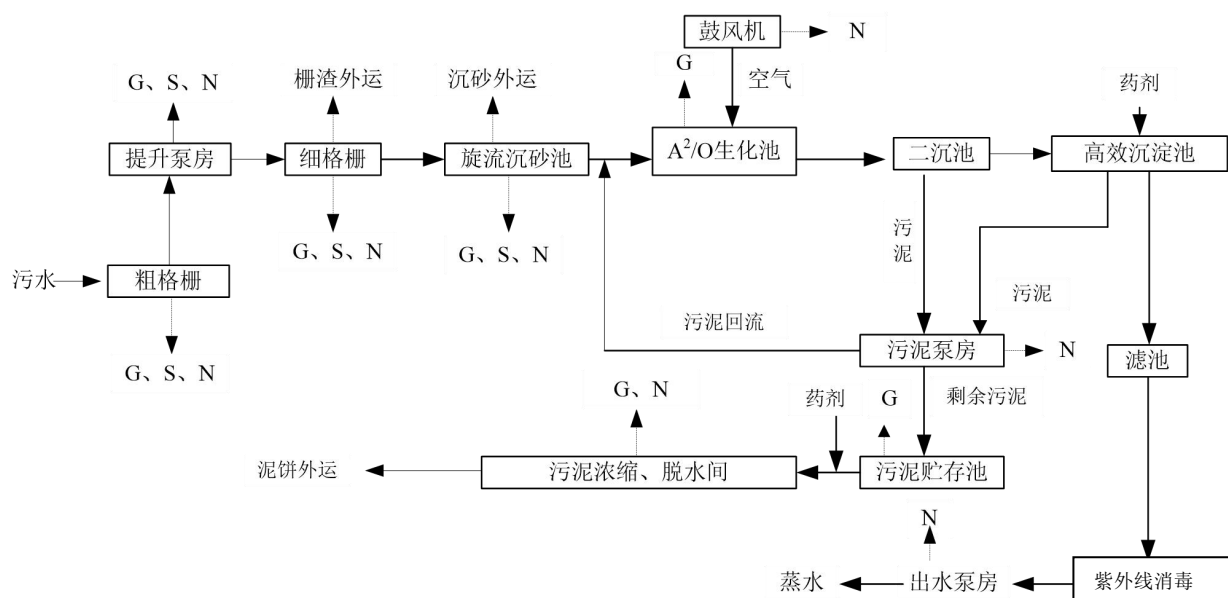 鼓风机
N
G
空气
G、S、N
栅渣外运
沉砂外运
药剂
提升泵房
细格栅
旋流沉砂池
A²/O生化池
二沉池
高效沉淀池
G、S、N
G、S、N
污泥
污水
粗格栅
污泥
污泥回流
污泥泵房
N
滤池
G、S、N
G、N
药剂
G
剩余污泥
泥饼外运
污泥浓缩、脱水间
污泥贮存池
N
蒸水
出水泵房
紫外线消毒